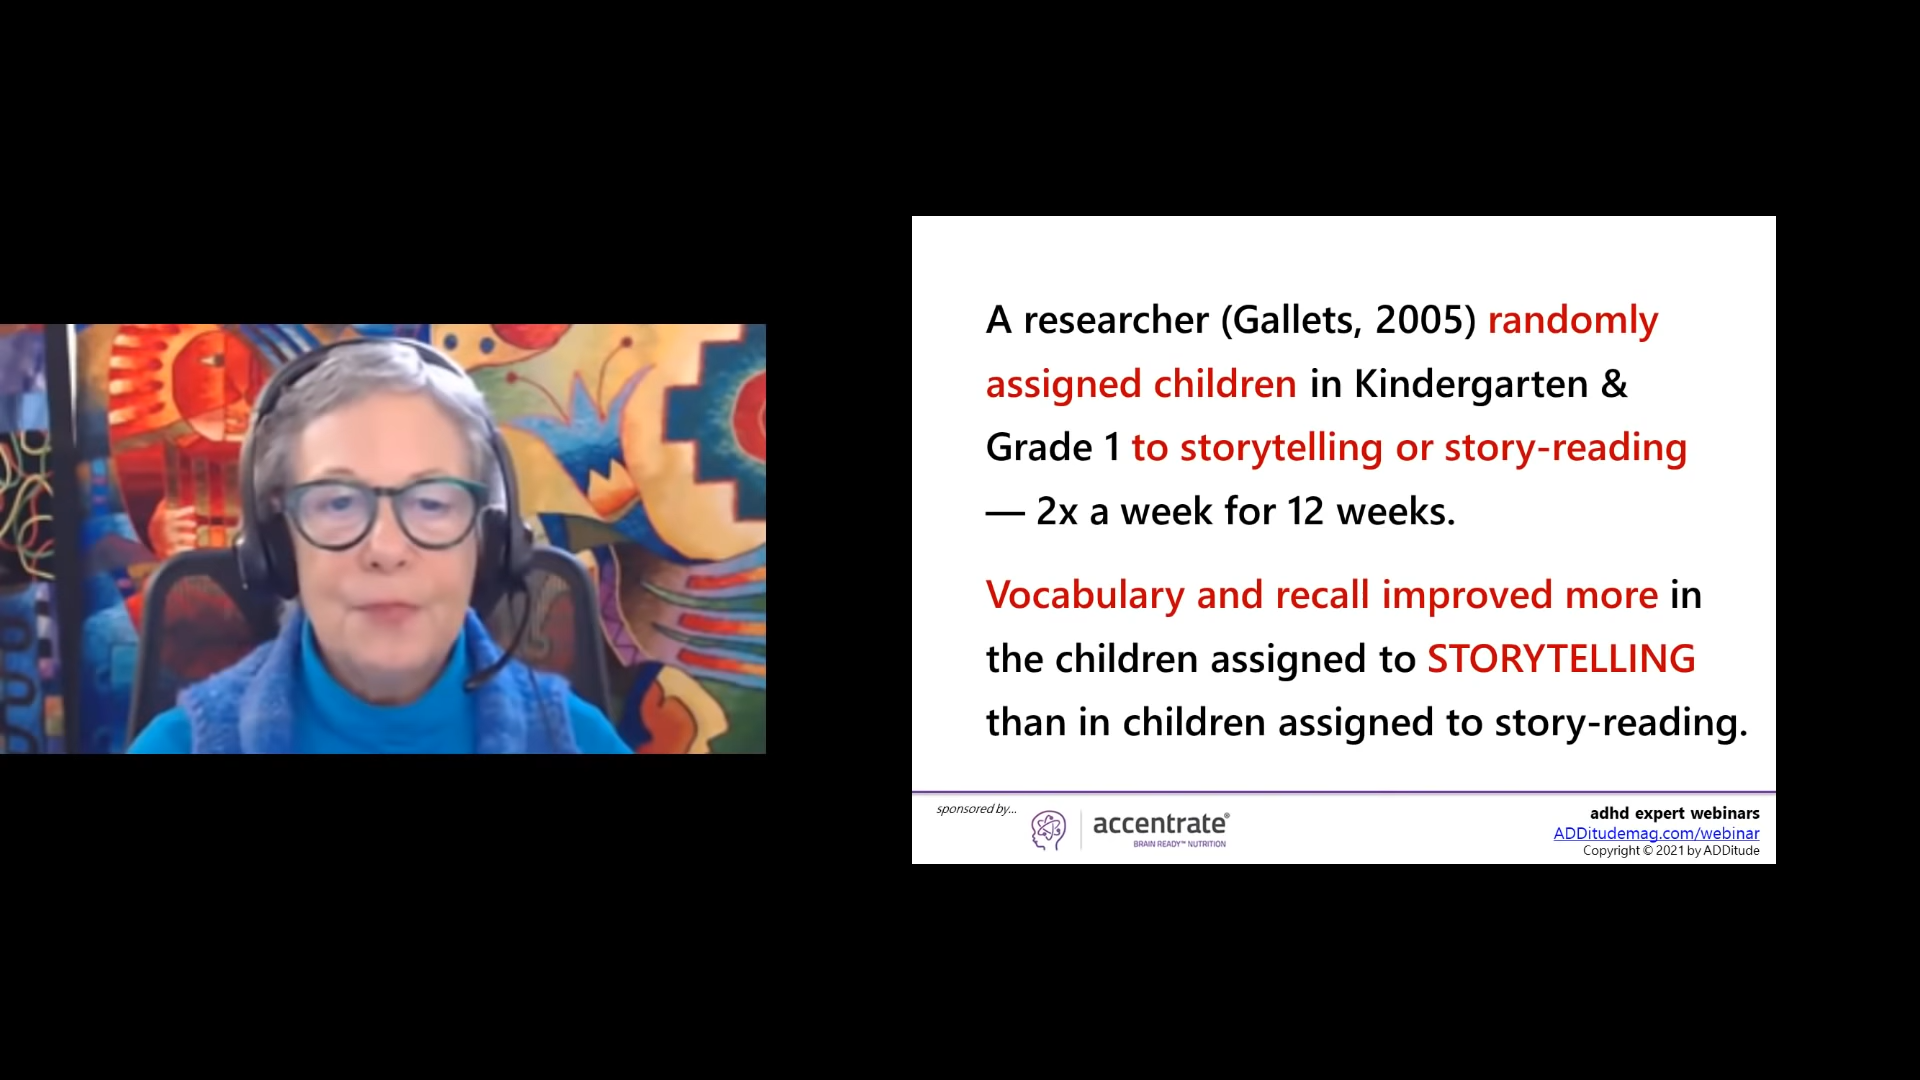 A researcher (Gallets, 2005) randomly
assigned children in Kindergarten &
Grade 1 to storytelling or story-reading
— 2x a week for 12 weeks.
Vocabulary and recall improved more in
the children assigned to STORYTELLING
than in children assigned to story-reading.
sponsored by...
accentrate®
BRAIN READY™ NUTRITION
adhd expert webinars
ADDitudemag.com/webinar
Copyright © 2021 by ADDitude